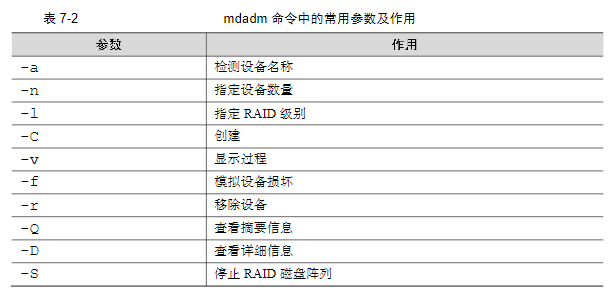 表 7-2 mdadm 命令中的常用参数及作用
参数 作用
-a 检测设备名称
-n 指定设备数量
-l 指定 RAID 级别
-C 创建
-v 显示过程
-f 模拟设备损坏
-r 移除设备
-Q 查看摘要信息
-D 查看详细信息
-S 停止 RAID 磁盘阵列